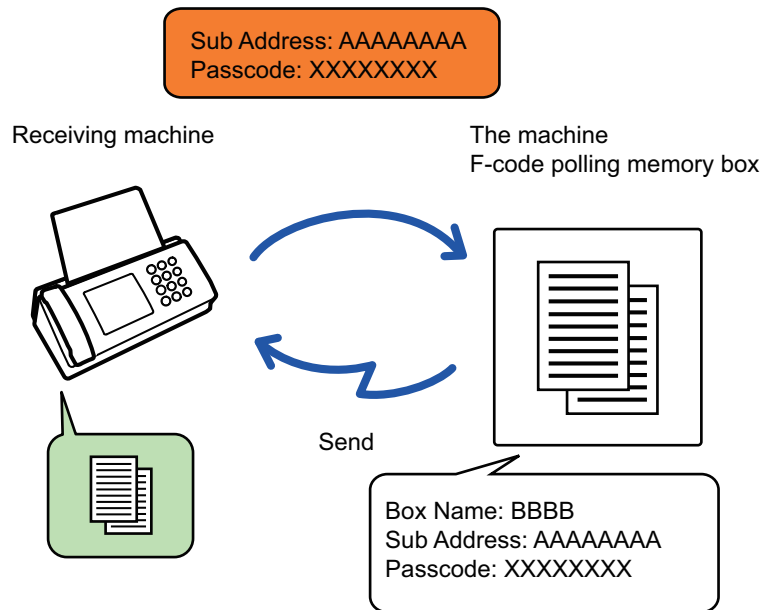 Sub Address: AAAAAAAA
Passcode: XXXXXXXX
Receiving machine
The machine
F-code polling memory box
Send
Box Name: BBBB
Sub Address: AAAAAAAA
Passcode: XXXXXXXX